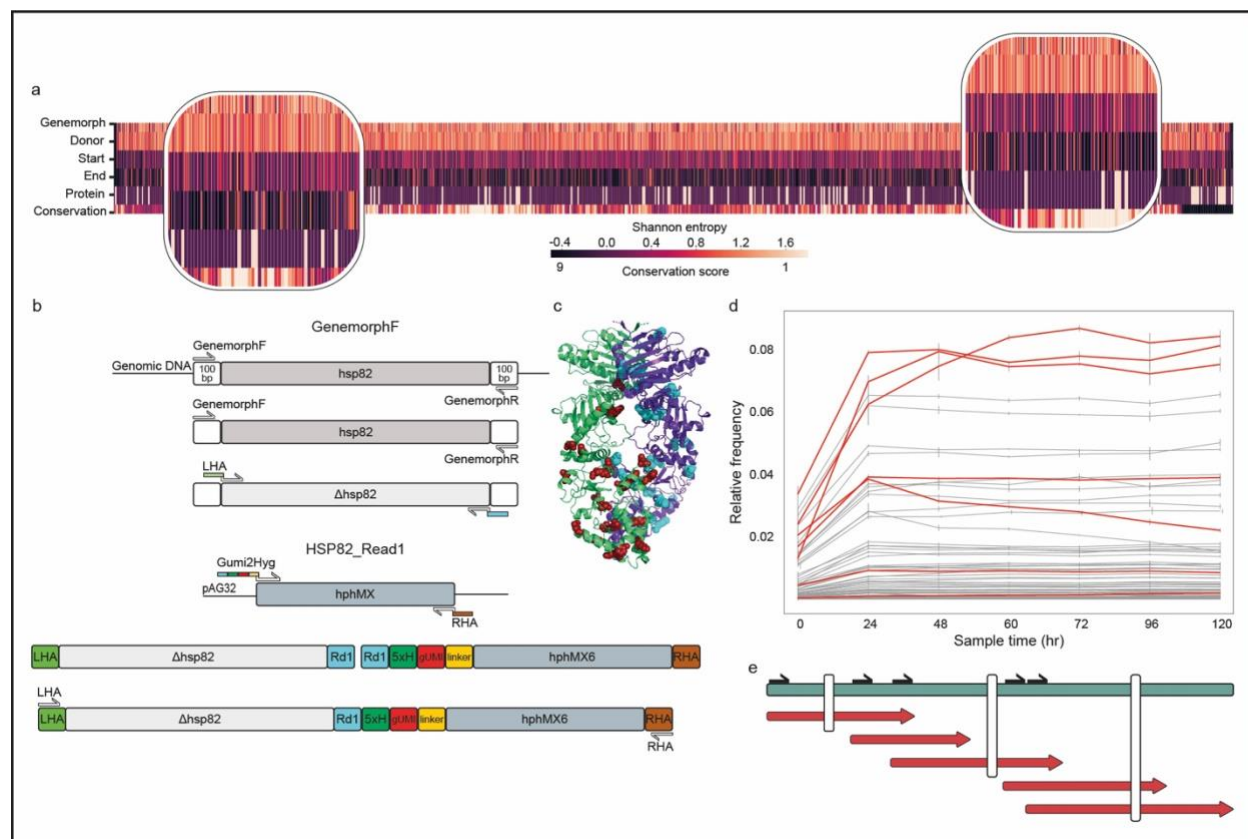 a
Genemorph
Donor
Start
End
Protein
Conservation
Shannon entropy
-0.4 0.0 0.4 0.8 1.2 1.6
9 1
Conservation score
b
GenemorphF
GenemorphF
Genomic DNA
100 bp
hsp82
100 bp
GenemorphR
GenemorphF
hsp82
GenemorphR
LHA
Δhsp82
HSP82_Read1
Gumi2Hyg
pAG32
hphMX
RHA
LHA Δhsp82 Rd1 Rd1 5xH gUMI linker hphMX6 RHA
LHA
LHA Δhsp82 Rd1 5xH gUMI linker hphMX6 RHA
RHA
c
d
Relative frequency
0.08
0.06
0.04
0.02
0 24 48 60 72 96 120
Sample time (hr)
e